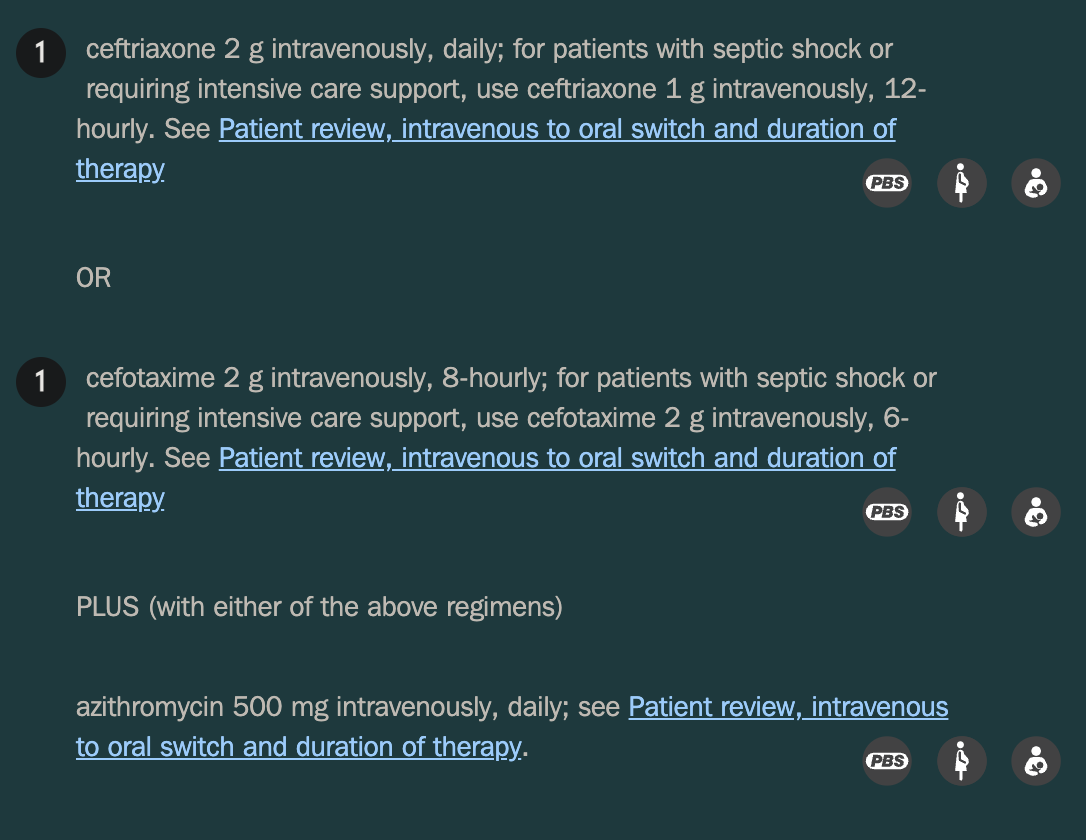 1 ceftriaxone 2 g intravenously, daily; for patients with septic shock or
requiring intensive care support, use ceftriaxone 1 g intravenously, 12-
hourly. See Patient review, intravenous to oral switch and duration of
therapy
PBS
OR
1 cefotaxime 2 g intravenously, 8-hourly; for patients with septic shock or
requiring intensive care support, use cefotaxime 2 g intravenously, 6-
hourly. See Patient review, intravenous to oral switch and duration of
therapy
PBS
PLUS (with either of the above regimens)
azithromycin 500 mg intravenously, daily; see Patient review, intravenous
to oral switch and duration of therapy.
PBS